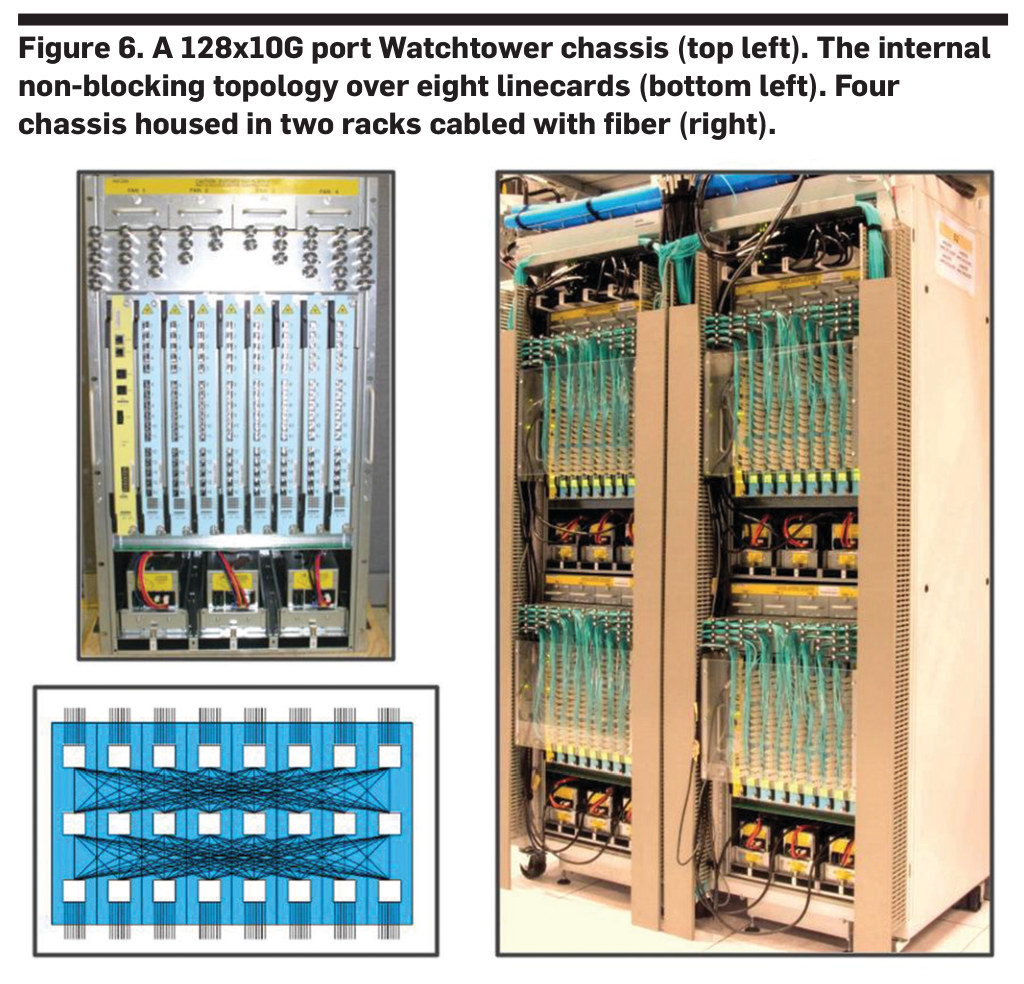 Figure 6. A 128x10G port Watchtower chassis (top left). The internal
non-blocking topology over eight linecards (bottom left). Four
chassis housed in two racks cabled with fiber (right).